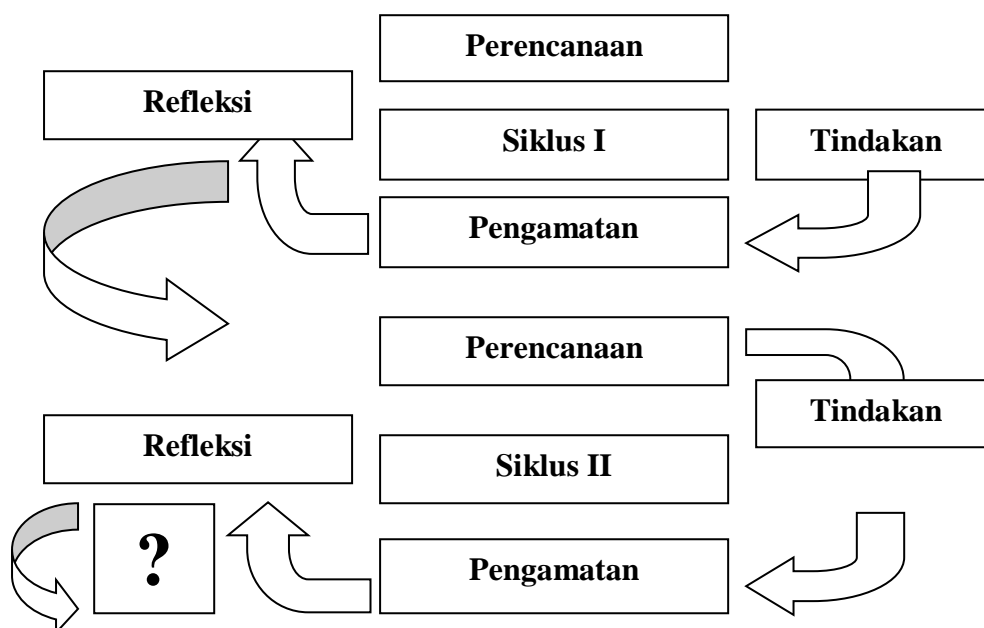 Perencanaan
Refleksi
Siklus I
Tindakan
Pengamatan
Perencanaan
Tindakan
Refleksi
Siklus II
?
Pengamatan